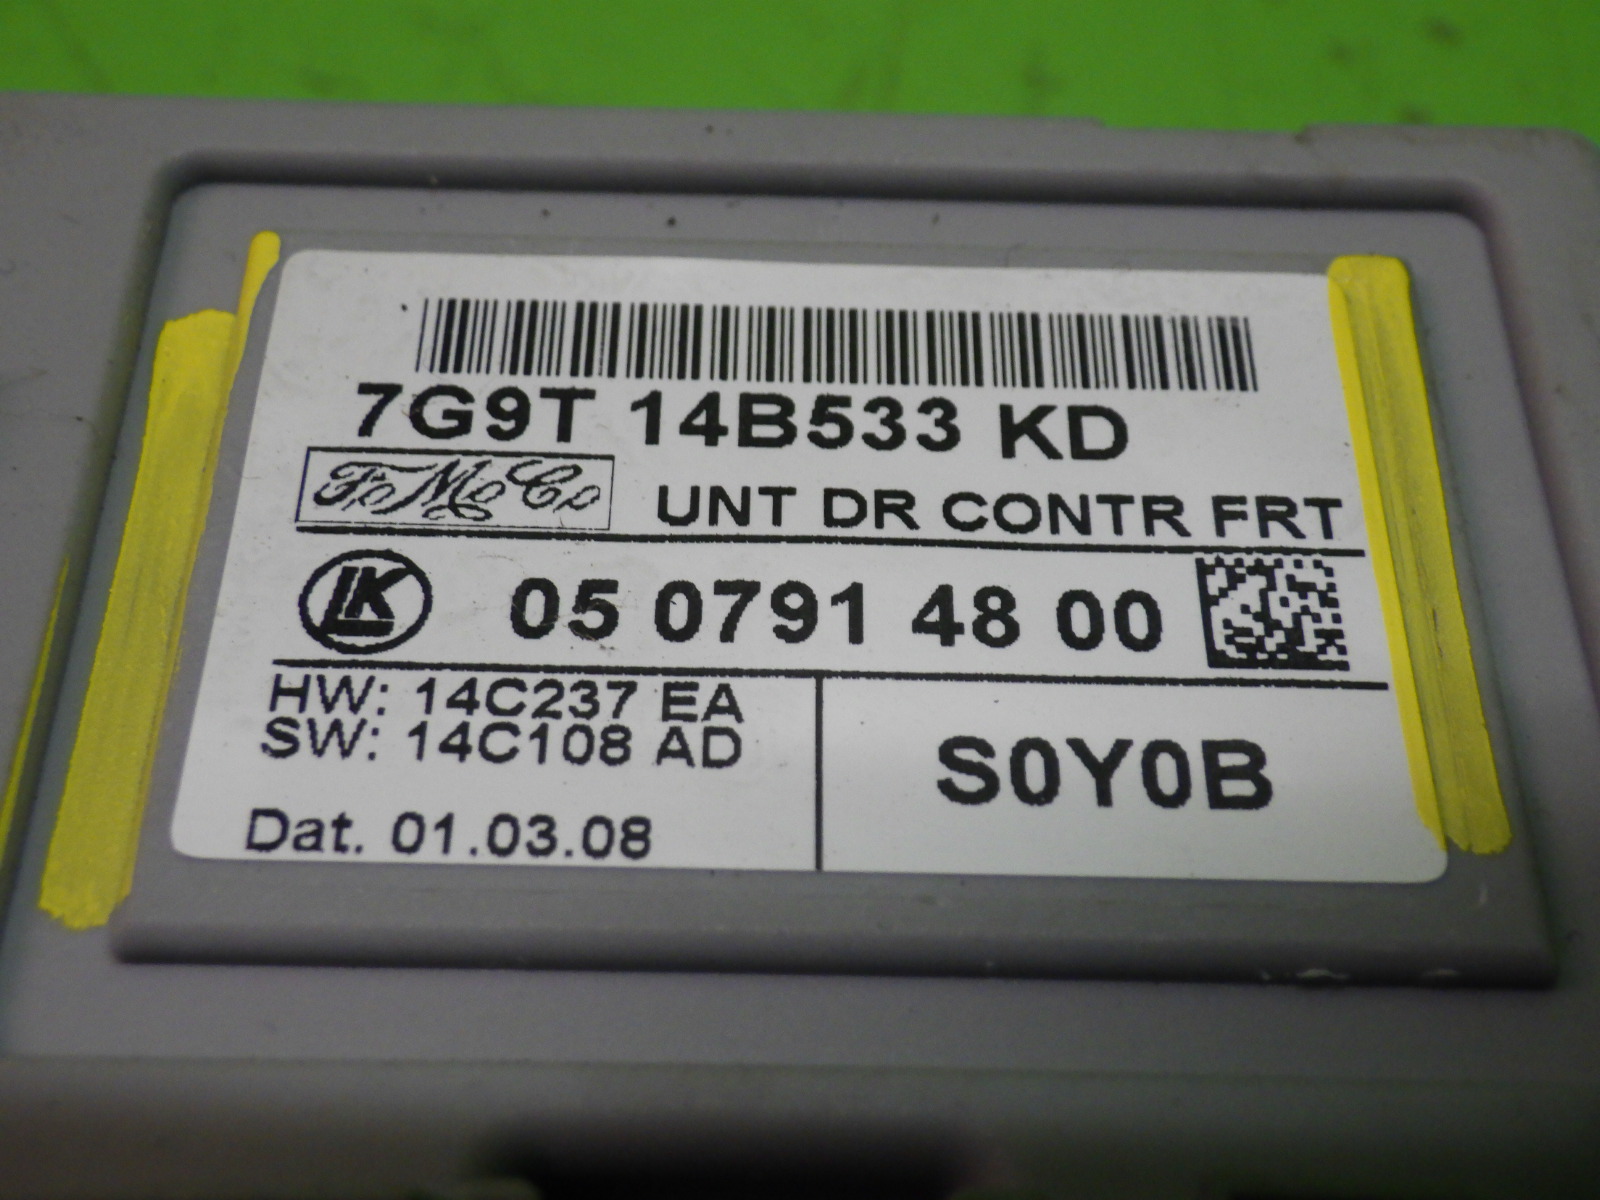 7G9T 14B533 KD
FoMoCo UNT DR CONTR FRT
LK 05 0791 48 00
HW: 14C237 EA
SW: 14C108 AD
S0Y0B
Dat. 01.03.08